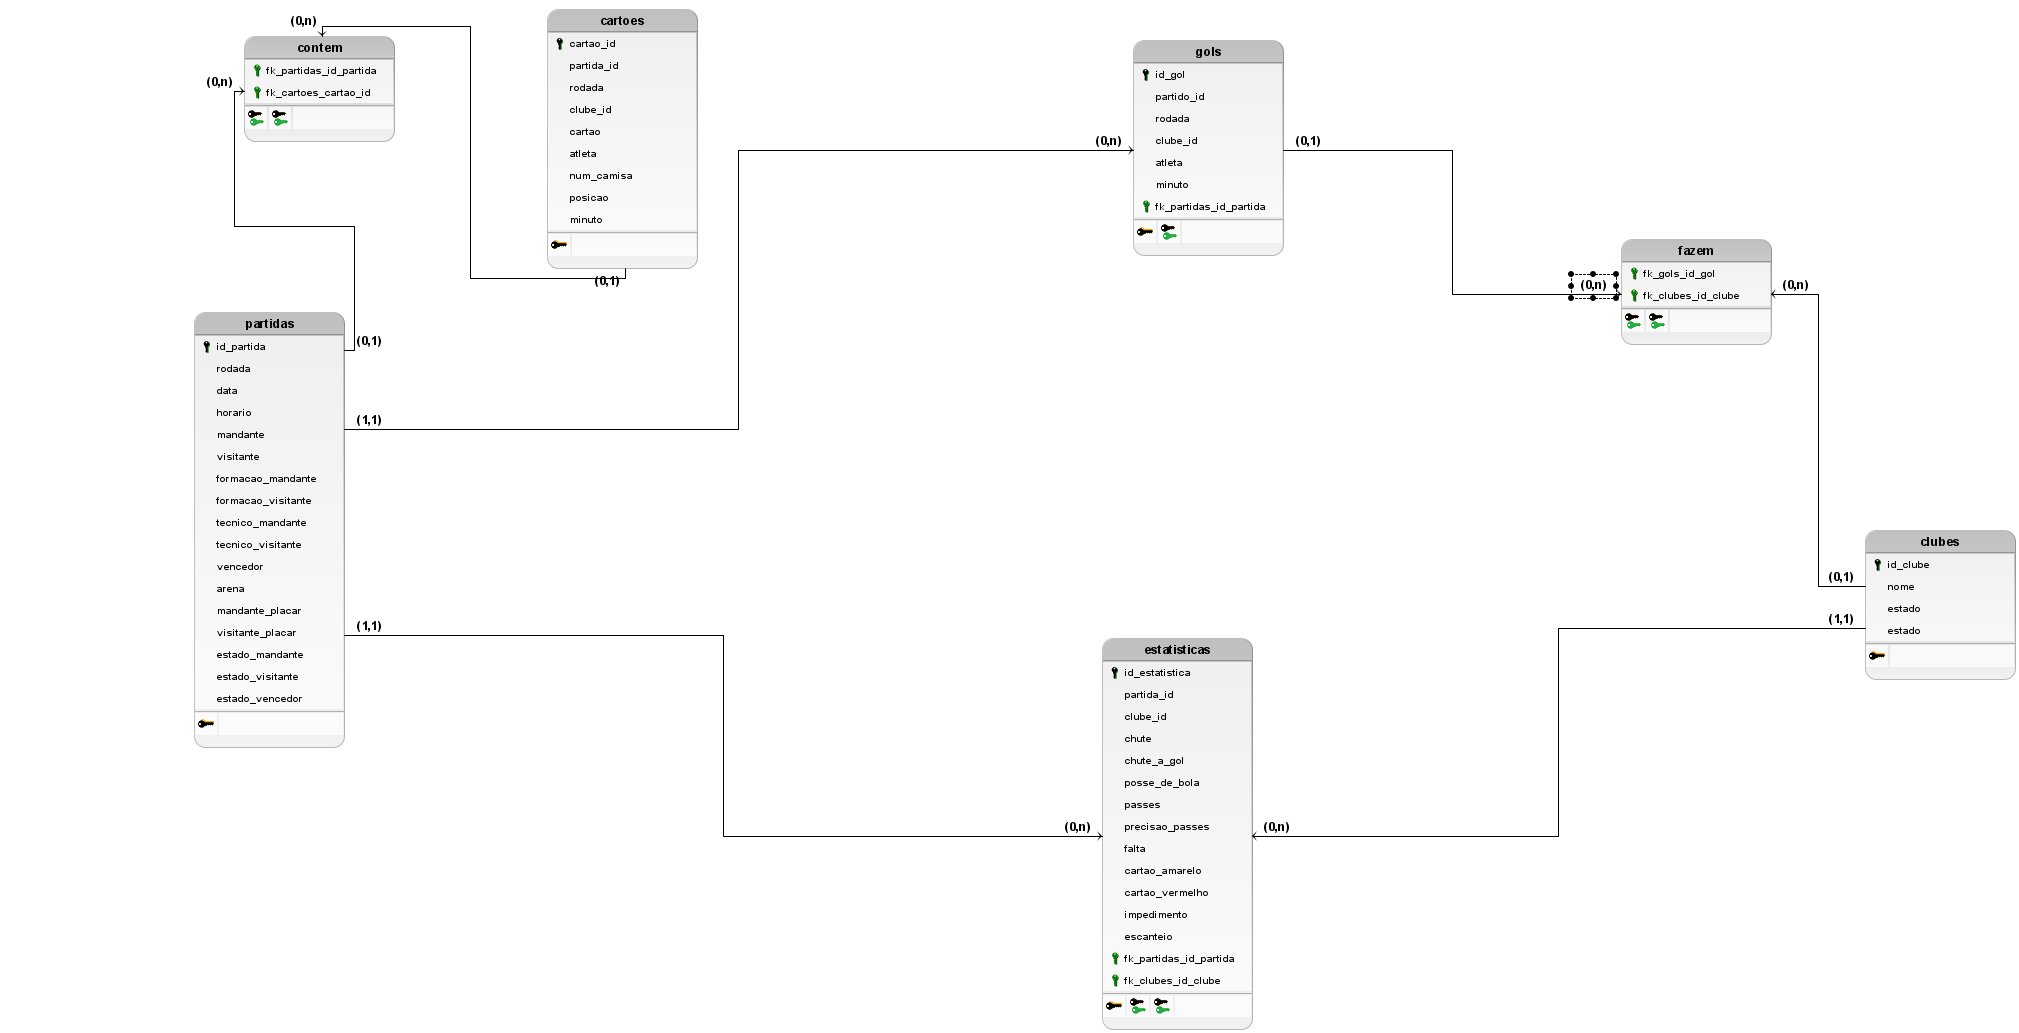 (0,n)
contem
fk_partidas_id_partida
fk_cartoes_cartao_id
(0,n)
cartoes
cartao_id
partida_id
rodada
clube_id
cartao
atleta
num_camisa
posicao
minuto
(0,1)
gols
id_gol
partido_id
rodada
clube_id
atleta
minuto
fk_partidas_id_partida
(0,n)
(0,1)
fazem
fk_gols_id_gol
fk_clubes_id_clube
(0,n)
(0,n)
partidas
id_partida
rodada
data
horario
mandante
visitante
formacao_mandante
formacao_visitante
tecnico_mandante
tecnico_visitante
vencedor
arena
mandante_placar
visitante_placar
estado_mandante
estado_visitante
estado_vencedor
(0,1)
(1,1)
(1,1)
clubes
id_clube
nome
estado
estado
(0,1)
(1,1)
estatisticas
id_estatistica
partida_id
clube_id
chute
chute_a_gol
posse_de_bola
passes
precisao_passes
falta
cartao_amarelo
cartao_vermelho
impedimento
escanteio
fk_partidas_id_partida
fk_clubes_id_clube
(0,n)
(0,n)